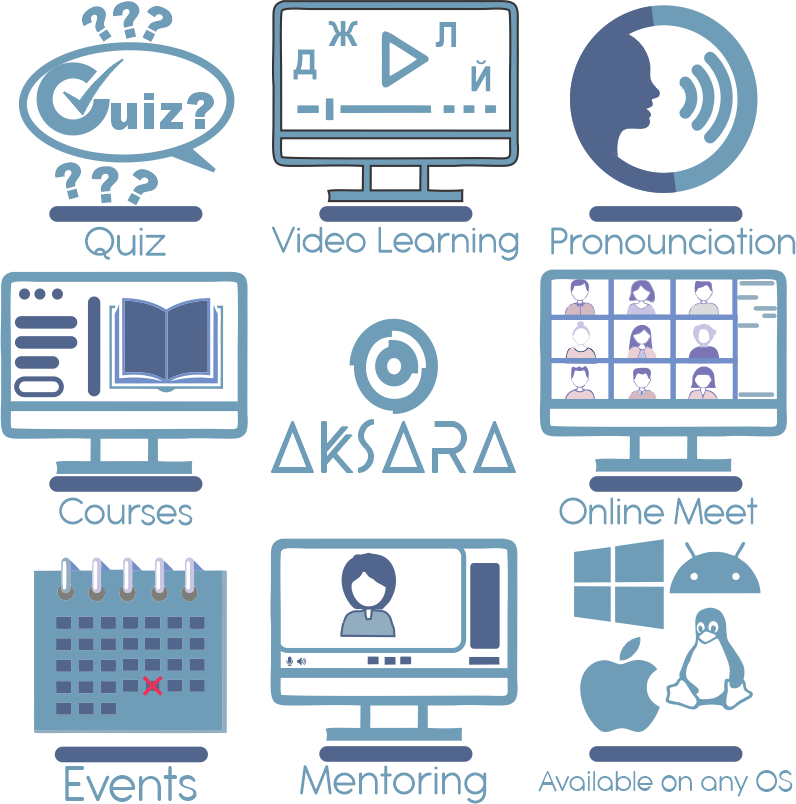 ? ? ?
Quiz?
? ? ?
Quiz
Д Ж Л Й
Video Learning
Pronounciation
Courses
AKSARA
Online Meet
Events
Mentoring
Available on any OS